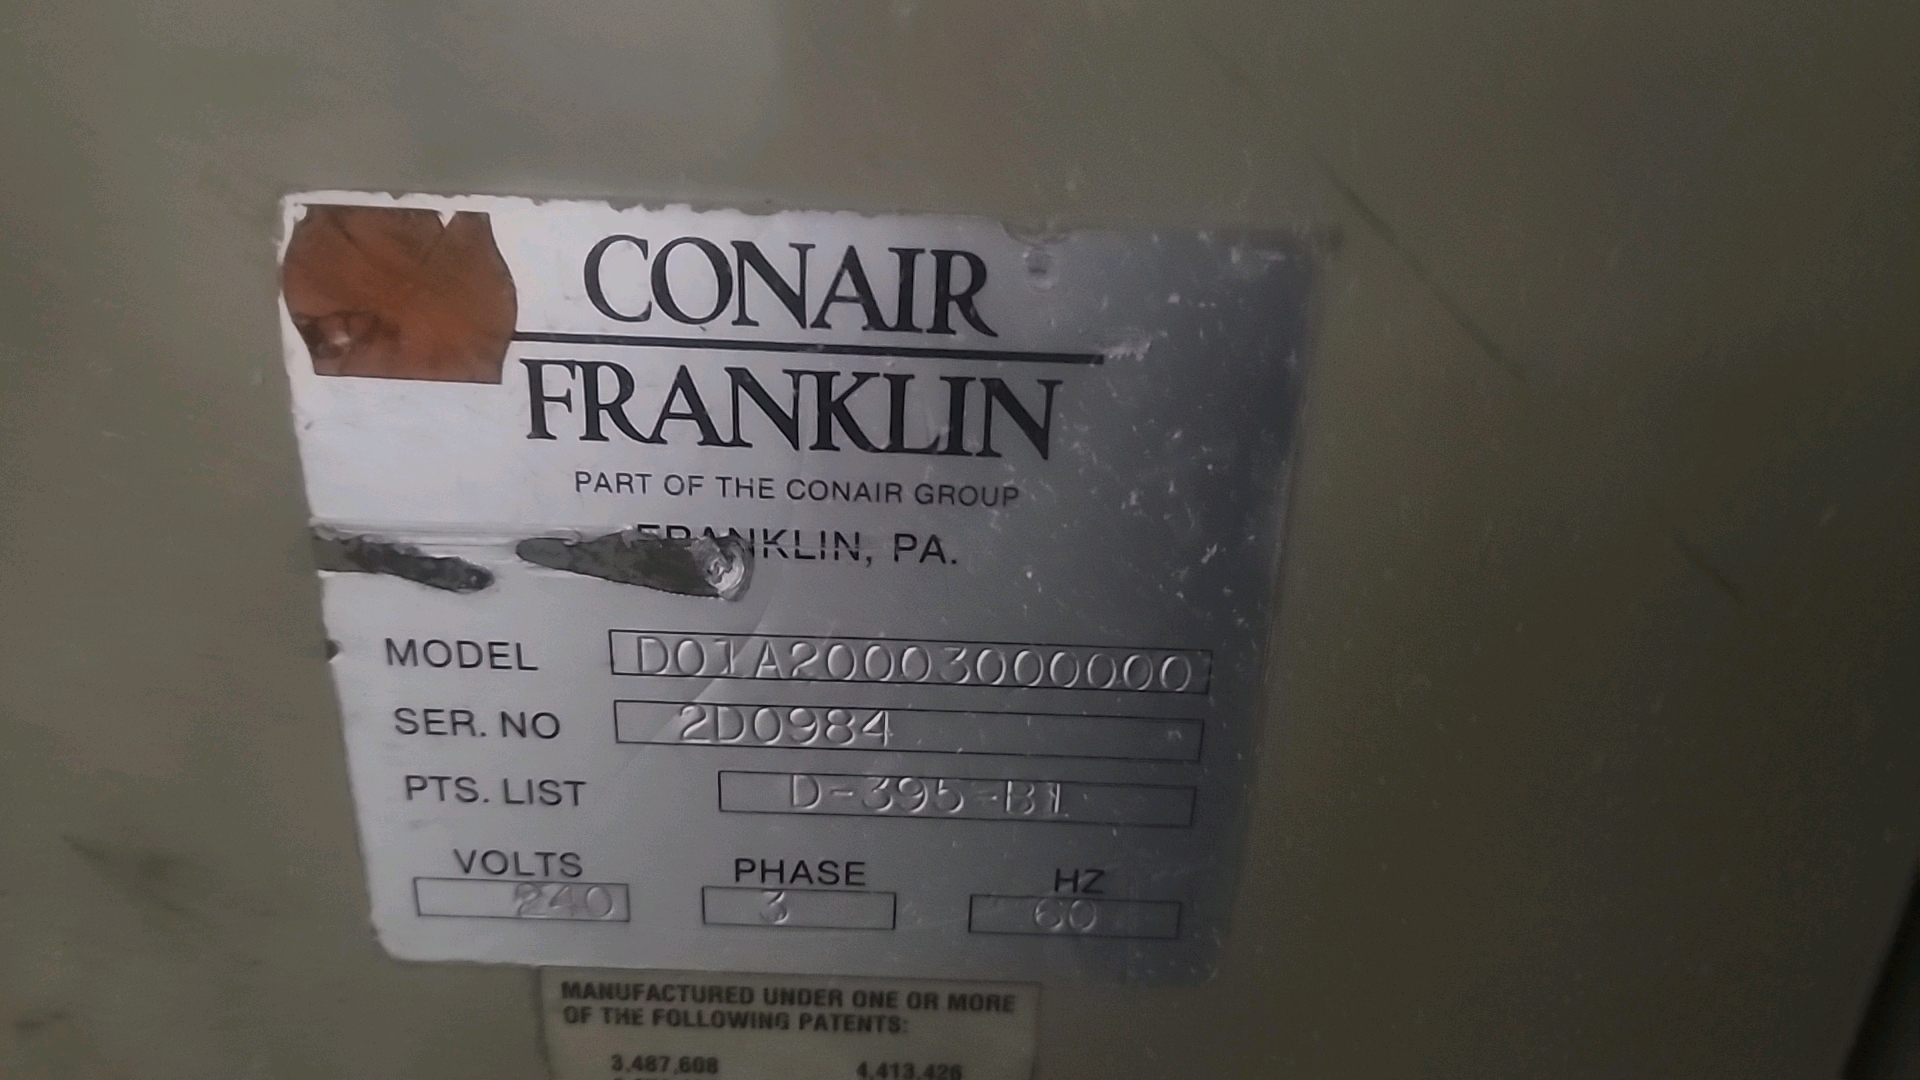 CONAIR
FRANKLIN
PART OF THE CONAIR GROUP
FRANKLIN, PA.
MODEL D01A20003000000
SER. NO 2D0984
PTS. LIST D-395-B1
VOLTS PHASE HZ
240 3 60
MANUFACTURED UNDER ONE OR MORE
OF THE FOLLOWING PATENTS:
3,487,608 4,413,426